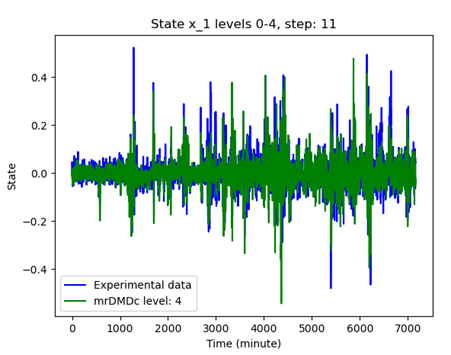 State x_1 levels 0-4, step: 11
State
0.4
0.2
0.0
−0.2
−0.4
Experimental data
mrDMDc level: 4
0 1000 2000 3000 4000 5000 6000 7000
Time (minute)